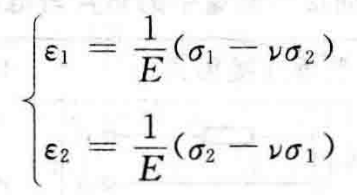 ε₁ = 1/E (σ₁ − νσ₂)
ε₂ = 1/E (σ₂ − νσ₁)